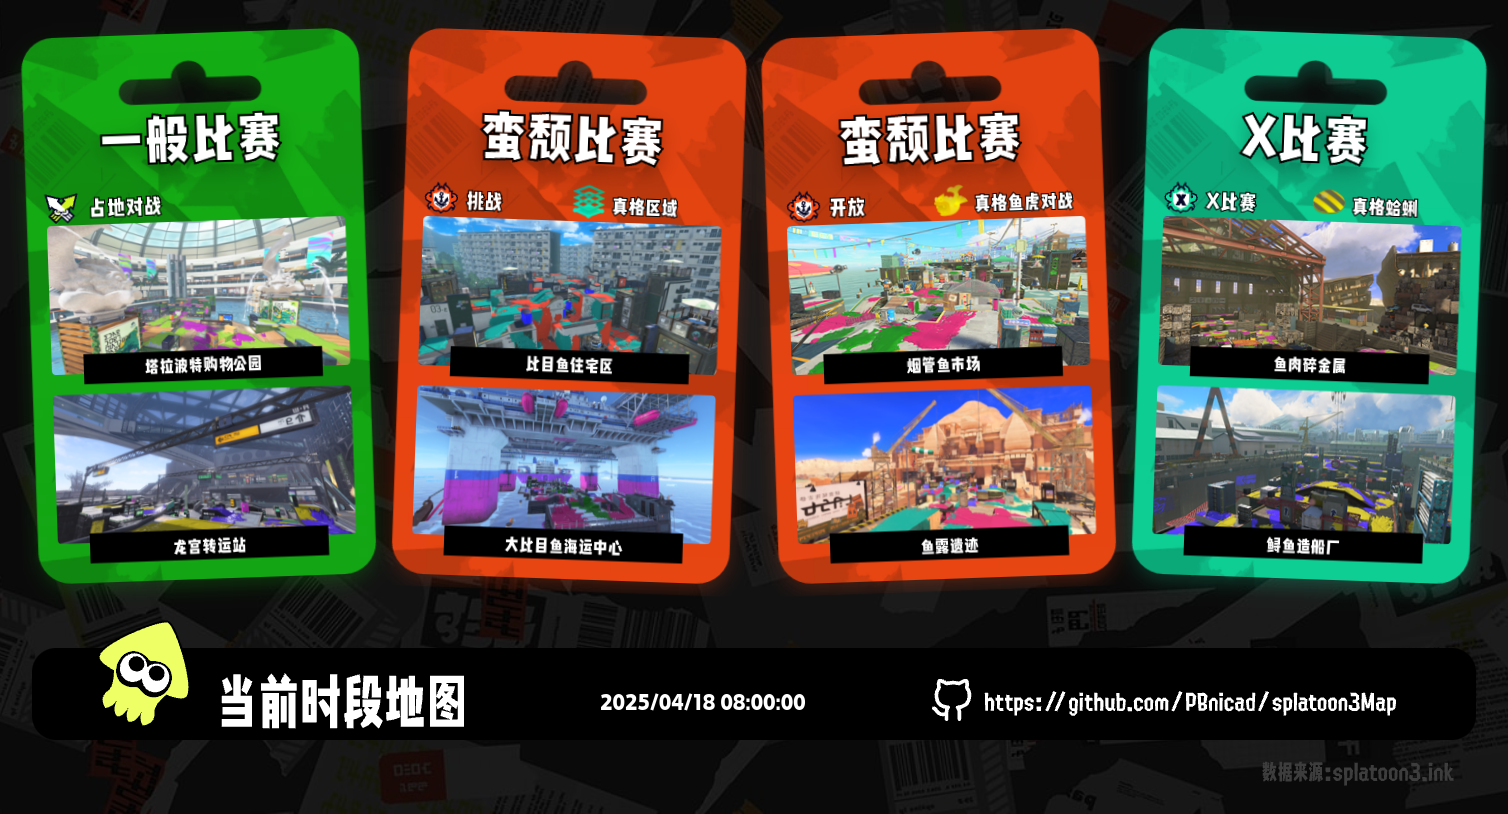 一般比赛
占地对战
塔拉波特购物公园
龙宫转运站
蛮颓比赛
挑战
真格区域
比目鱼住宅区
大比目鱼海运中心
蛮颓比赛
开放
真格鱼虎对战
烟管鱼市场
鱼露遗迹
X比赛
X比赛
真格蛤蜊
鱼肉碎金属
鲟鱼造船厂
当前时段地图
2025/04/18 08:00:00
https://github.com/PBnicad/splatoon3Map
数据来源:splatoon3.ink